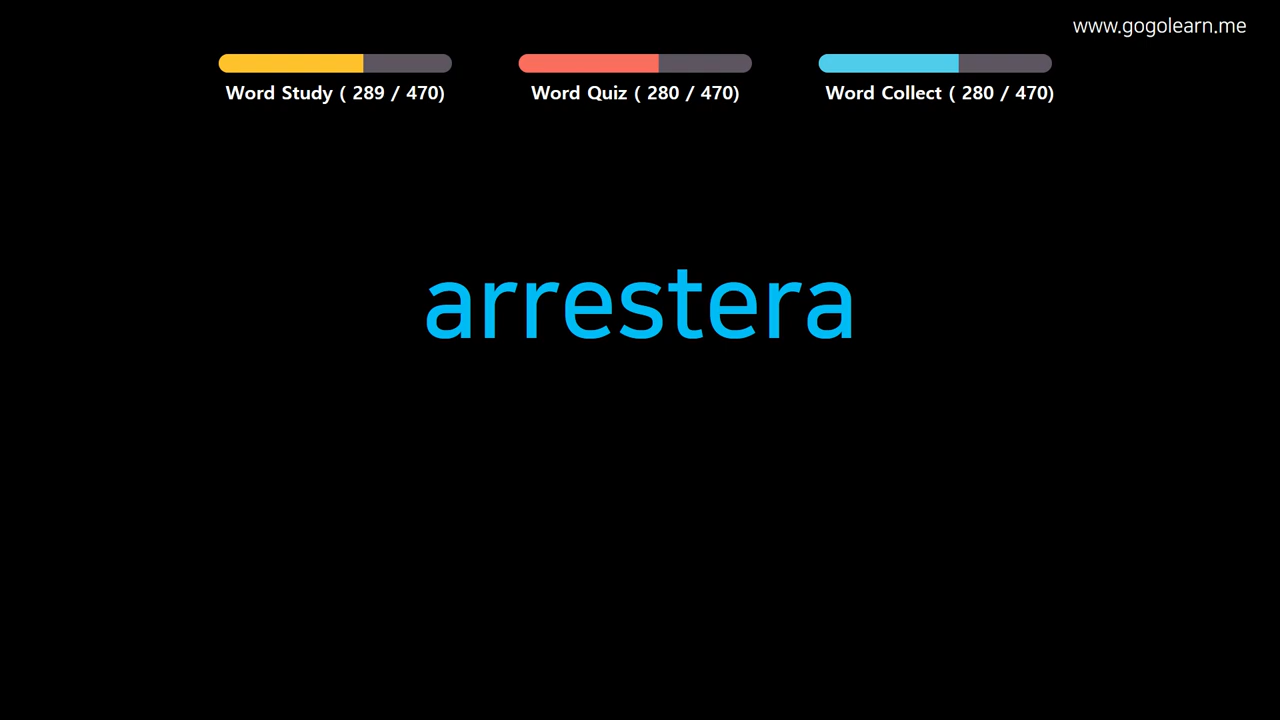 www.gogolearn.me
Word Study ( 289 / 470)
Word Quiz ( 280 / 470)
Word Collect ( 280 / 470)
arrestera